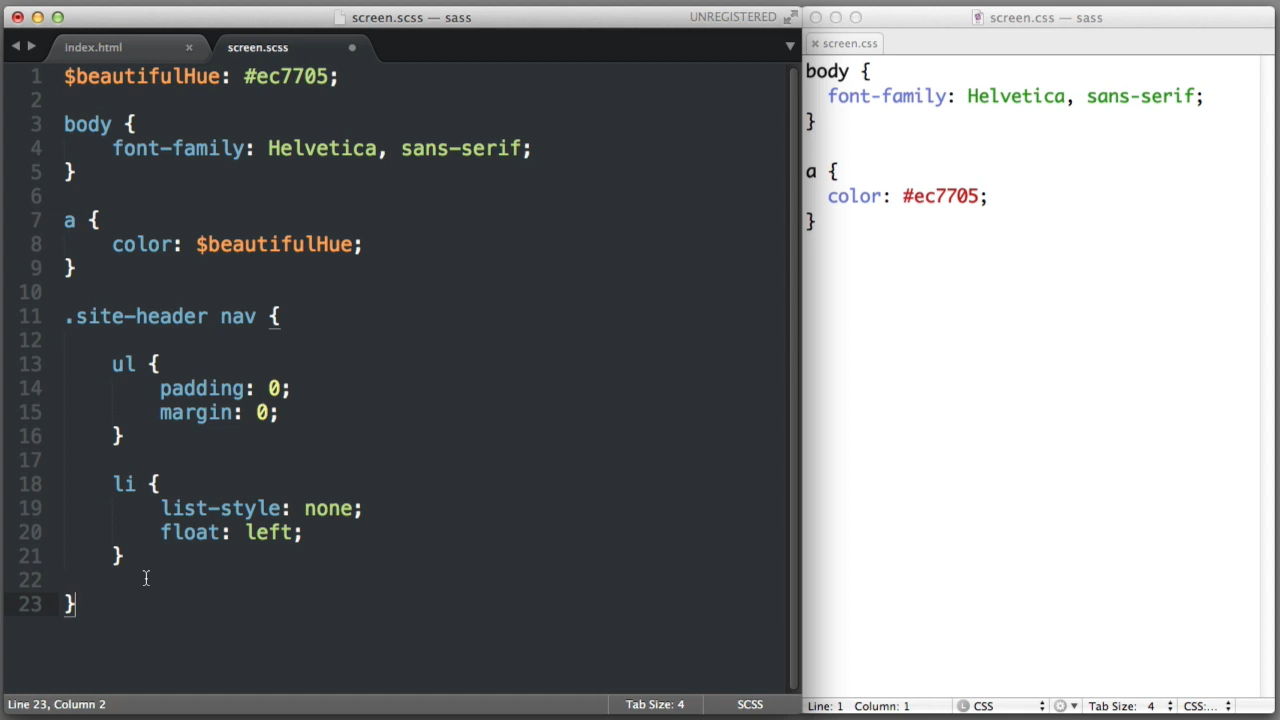 screen.scss — sass
UNREGISTERED
index.html
screen.scss
1 $beautifulHue: #ec7705;
2
3 body {
4 font-family: Helvetica, sans-serif;
5 }
6
7 a {
8 color: $beautifulHue;
9 }
10
11 .site-header nav {
12
13 ul {
14 padding: 0;
15 margin: 0;
16 }
17
18 li {
19 list-style: none;
20 float: left;
21 }
22
23 }
Line 23, Column 2
Tab Size: 4
SCSS
screen.css — sass
screen.css
body {
font-family: Helvetica, sans-serif;
}
a {
color: #ec7705;
}
Line: 1 Column: 1
L CSS
Tab Size: 4
CSS:...